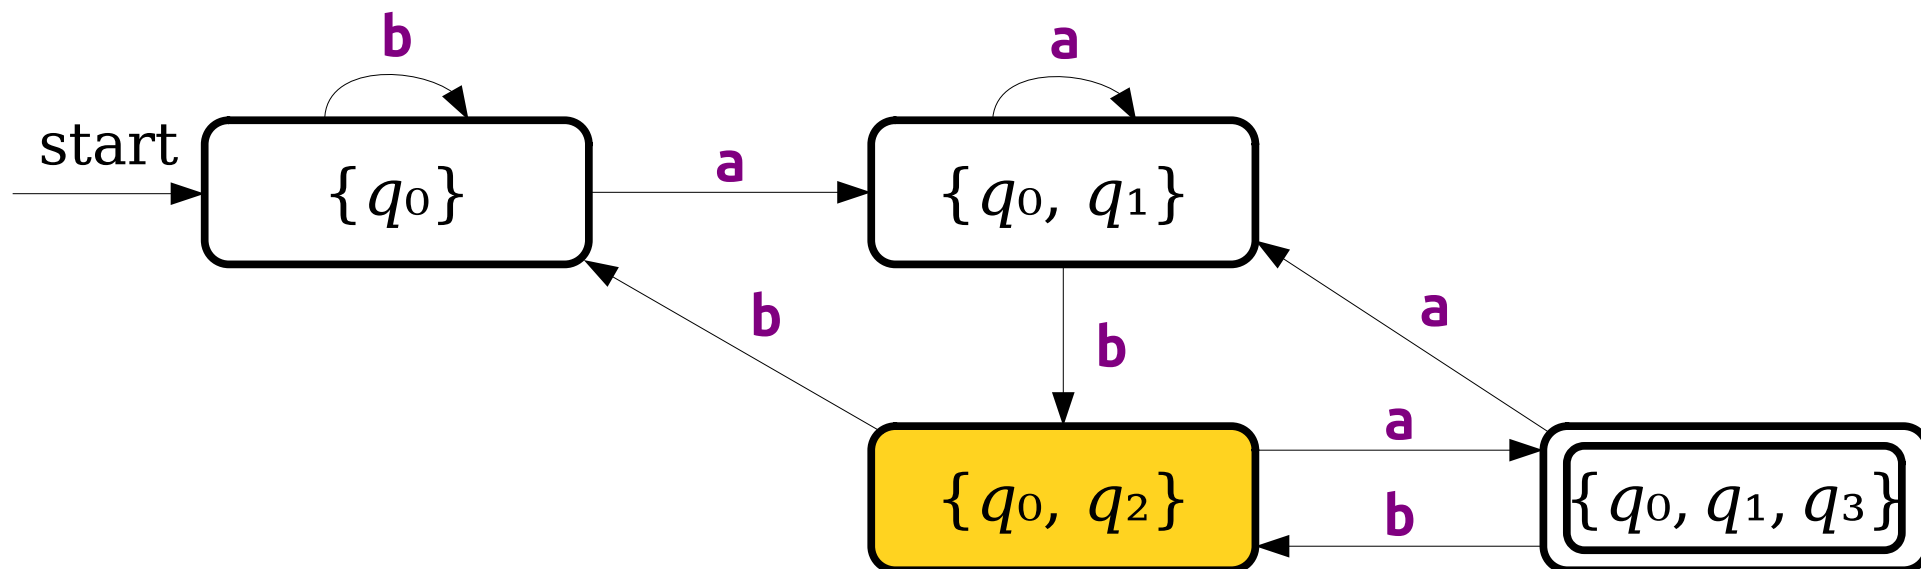 b
a
start
{q₀}
a
{q₀, q₁}
b
b
a
{q₀, q₂}
a
b
{q₀, q₁, q₃}